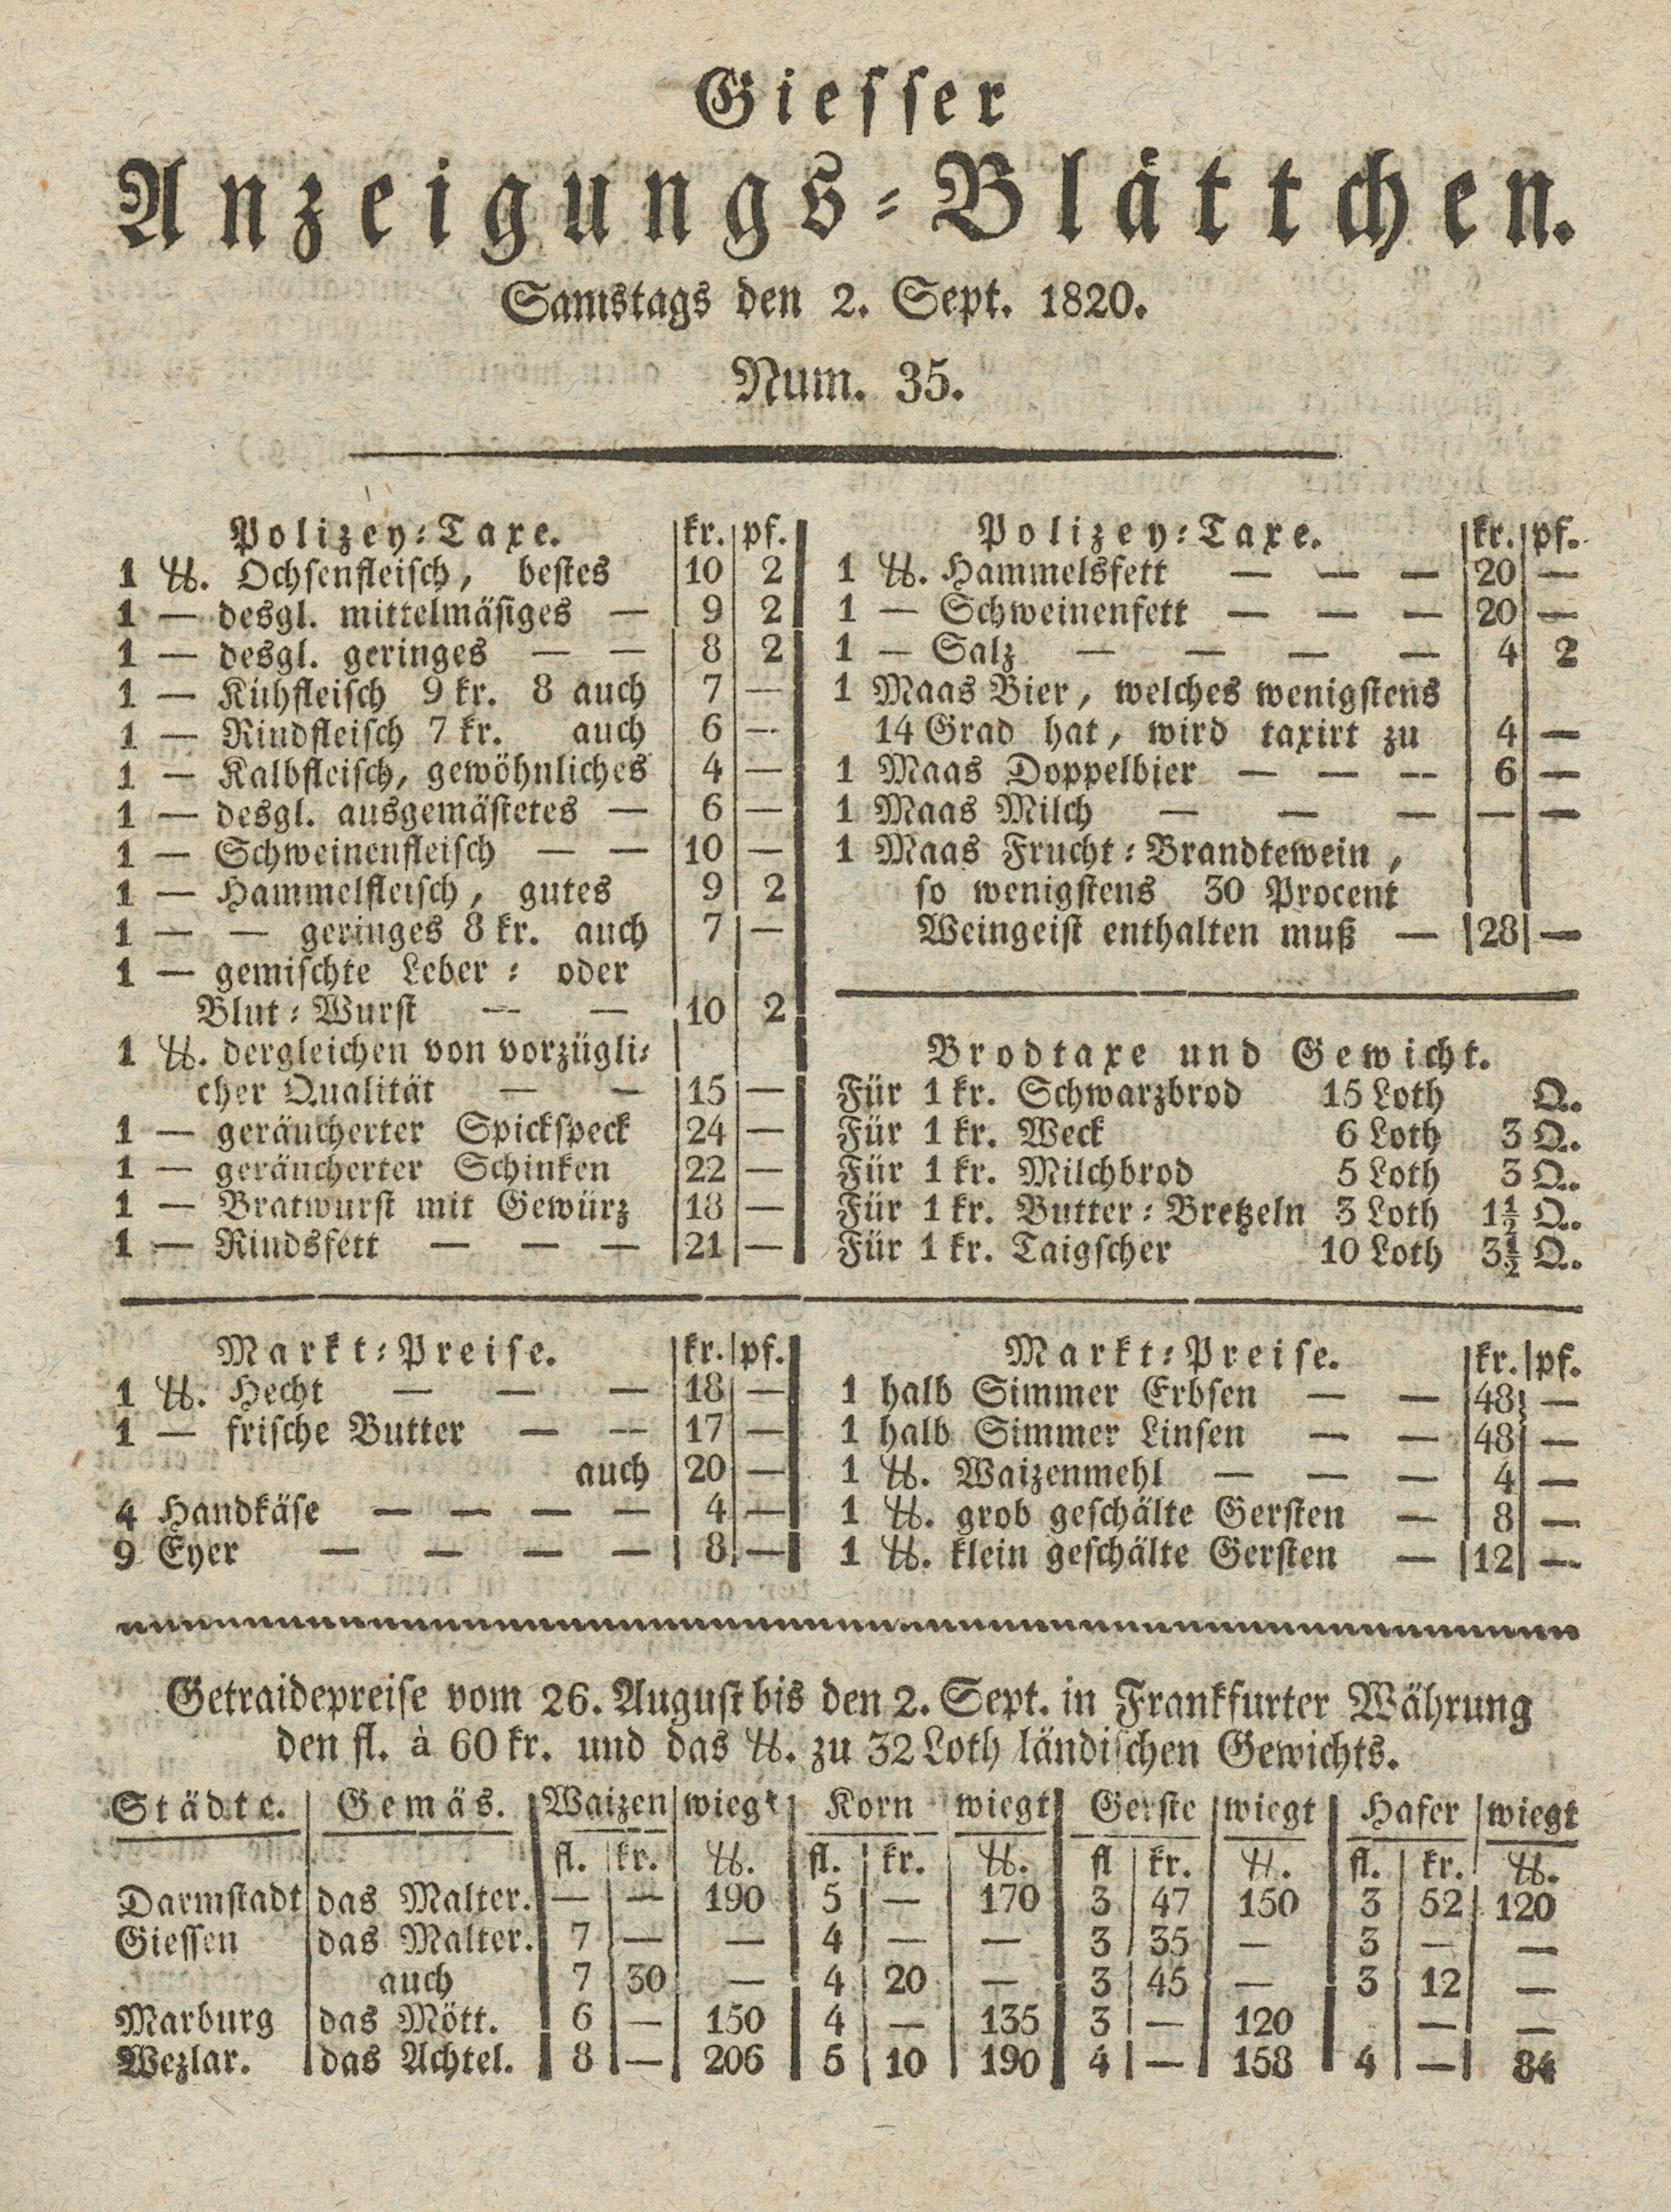 Giesser
Anzeigungs-Blättchen.
Samstags den 2. Sept. 1820.
Num. 35.
Polizey-Taxe. kr. pf.
1 ℔. Ochsenfleisch, bestes 10 2
1 — desgl. mittelmäsiges — 9 2
1 — desgl. geringes — — 8 2
1 — Kühfleisch 9 kr. 8 auch 7 —
1 — Rindfleisch 7 kr. auch 6 —
1 — Kalbfleisch, gewöhnliches 4 —
1 — desgl. ausgemästetes — 6 —
1 — Schweinenfleisch — — 10 —
1 — Hammelfleisch, gutes 9 2
1 — — geringes 8 kr. auch 7 —
1 — gemischte Leber- oder
Blut-Wurst — — 10 2
1 ℔. dergleichen von vorzügli-
cher Qualität — — 15 —
1 — geräucherter Spickspeck 24 —
1 — geräucherter Schinken 22 —
1 — Bratwurst mit Gewürz 18 —
1 — Rindsfett — — — 21 —
Polizey-Taxe. kr. pf.
1 ℔. Hammelsfett — — — 20 —
1 — Schweinenfett — — — 20 —
1 — Salz — — — — 4 2
1 Maas Bier, welches wenigstens
14 Grad hat, wird taxirt zu 4 —
1 Maas Doppelbier — — — 6 —
1 Maas Milch — — — — —
1 Maas Frucht-Brandtewein,
so wenigstens 30 Procent
Weingeist enthalten muß — 28 —
Brodtaxe und Gewicht.
Für 1 kr. Schwarzbrod 15 Loth Q.
Für 1 kr. Weck 6 Loth 3 Q.
Für 1 kr. Milchbrod 5 Loth 3 Q.
Für 1 kr. Butter-Bretzeln 3 Loth 1½ Q.
Für 1 kr. Taigscher 10 Loth 3½ Q.
Markt-Preise. kr. pf.
1 ℔. Hecht — — — 18 —
1 — frische Butter — — 17 —
auch 20 —
4 Handkäse — — — — 4 —
9 Eyer — — — — 8 —
Markt-Preise. kr. pf.
1 halb Simmer Erbsen — — 48 —
1 halb Simmer Linsen — — 48 —
1 ℔. Waizenmehl — — — 4 —
1 ℔. grob geschälte Gersten — 8 —
1 ℔. klein geschälte Gersten — 12 —
Getraidepreise vom 26. August bis den 2. Sept. in Frankfurter Währung
den fl. à 60 kr. und das ℔. zu 32 Loth ländischen Gewichts.
Städte. Gemäs. Waizen wiegt Korn wiegt Gerste wiegt Hafer wiegt
fl. kr. ℔. fl. kr. ℔. fl kr. ℔. fl. kr. ℔.
Darmstadt das Malter. — — 190 5 — 170 3 47 150 3 52 120
Giessen das Malter. 7 — — 4 — — 3 35 — 3 — —
auch 7 30 — 4 20 — 3 45 — 3 12 —
Marburg das Mött. 6 — 150 4 — 135 3 — 120 — —
Wezlar. das Achtel. 8 — 206 5 10 190 4 — 158 4 — 84